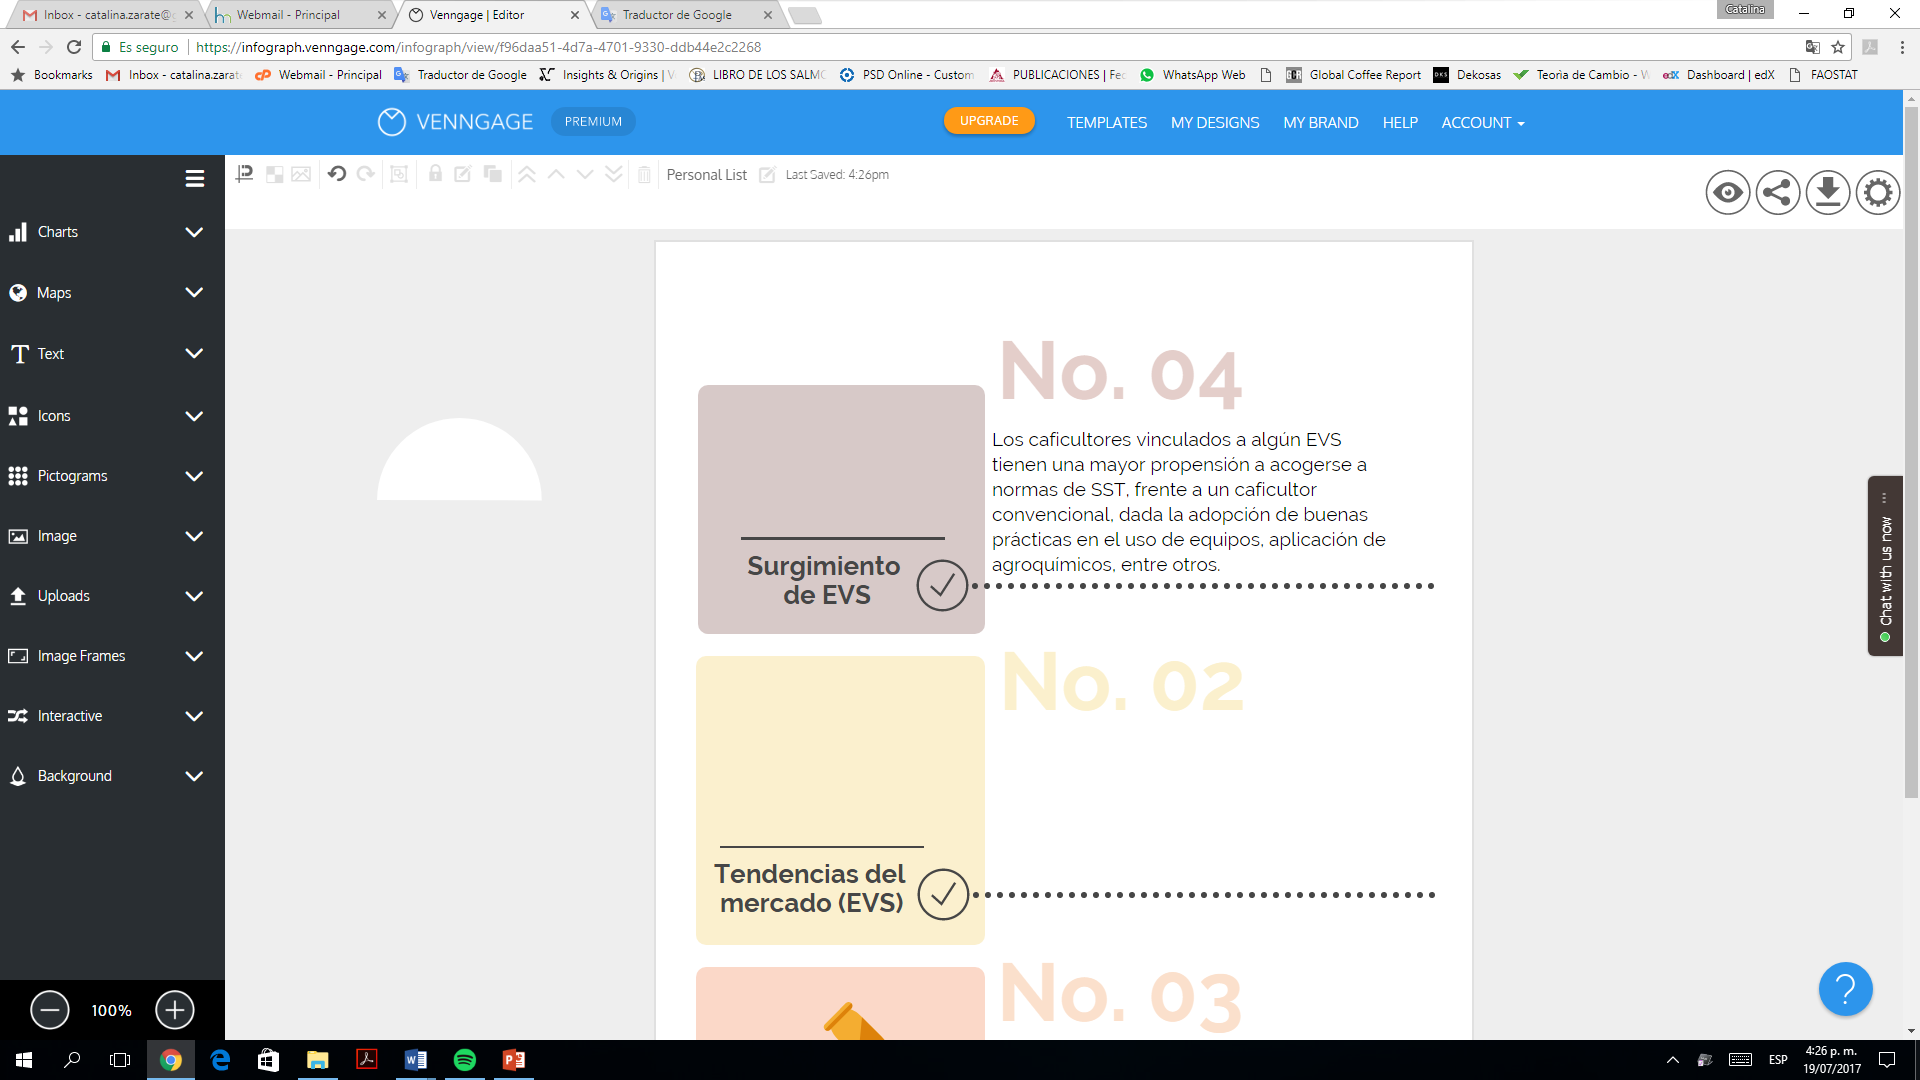 Inbox - catalina.zarate@
Webmail - Principal
Venngage | Editor
Traductor de Google
Catalina
Es seguro
https://infograph.venngage.com/infograph/view/f96daa51-4d7a-4701-9330-ddb44e2c2268
Bookmarks
Inbox - catalina.zarat
Webmail - Principal
Traductor de Google
Insights & Origins |
LIBRO DE LOS SALMO
PSD Online - Custom
PUBLICACIONES | Fe
WhatsApp Web
Global Coffee Report
Dekosas
Teoria de Cambio -
Dashboard | edX
FAOSTAT
VENNGAGE
PREMIUM
UPGRADE
TEMPLATES
MY DESIGNS
MY BRAND
HELP
ACCOUNT
Personal List
Last Saved: 4:26pm
Charts
Maps
Text
Icons
Pictograms
Image
Uploads
Image Frames
Interactive
Background
100%
No. 04
Los caficultores vinculados a algún EVS
tienen una mayor propensión a acogerse a
normas de SST, frente a un caficultor
convencional, dada la adopción de buenas
prácticas en el uso de equipos, aplicación de
agroquímicos, entre otros.
Surgimiento
de EVS
No. 02
Tendencias del
mercado (EVS)
No. 03
Chat with us now
ESP
4:26 p. m.
19/07/2017